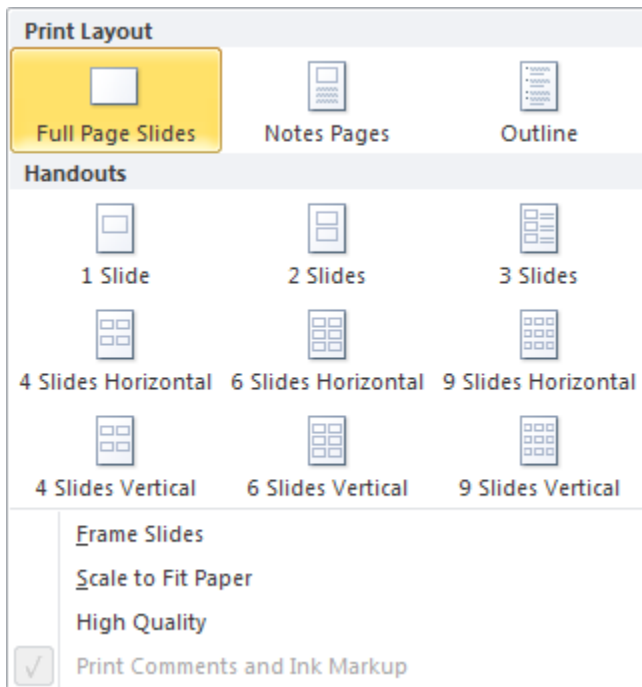 Print Layout
Full Page Slides Notes Pages Outline
Handouts
1 Slide 2 Slides 3 Slides
4 Slides Horizontal 6 Slides Horizontal 9 Slides Horizontal
4 Slides Vertical 6 Slides Vertical 9 Slides Vertical
Frame Slides
Scale to Fit Paper
High Quality
Print Comments and Ink Markup